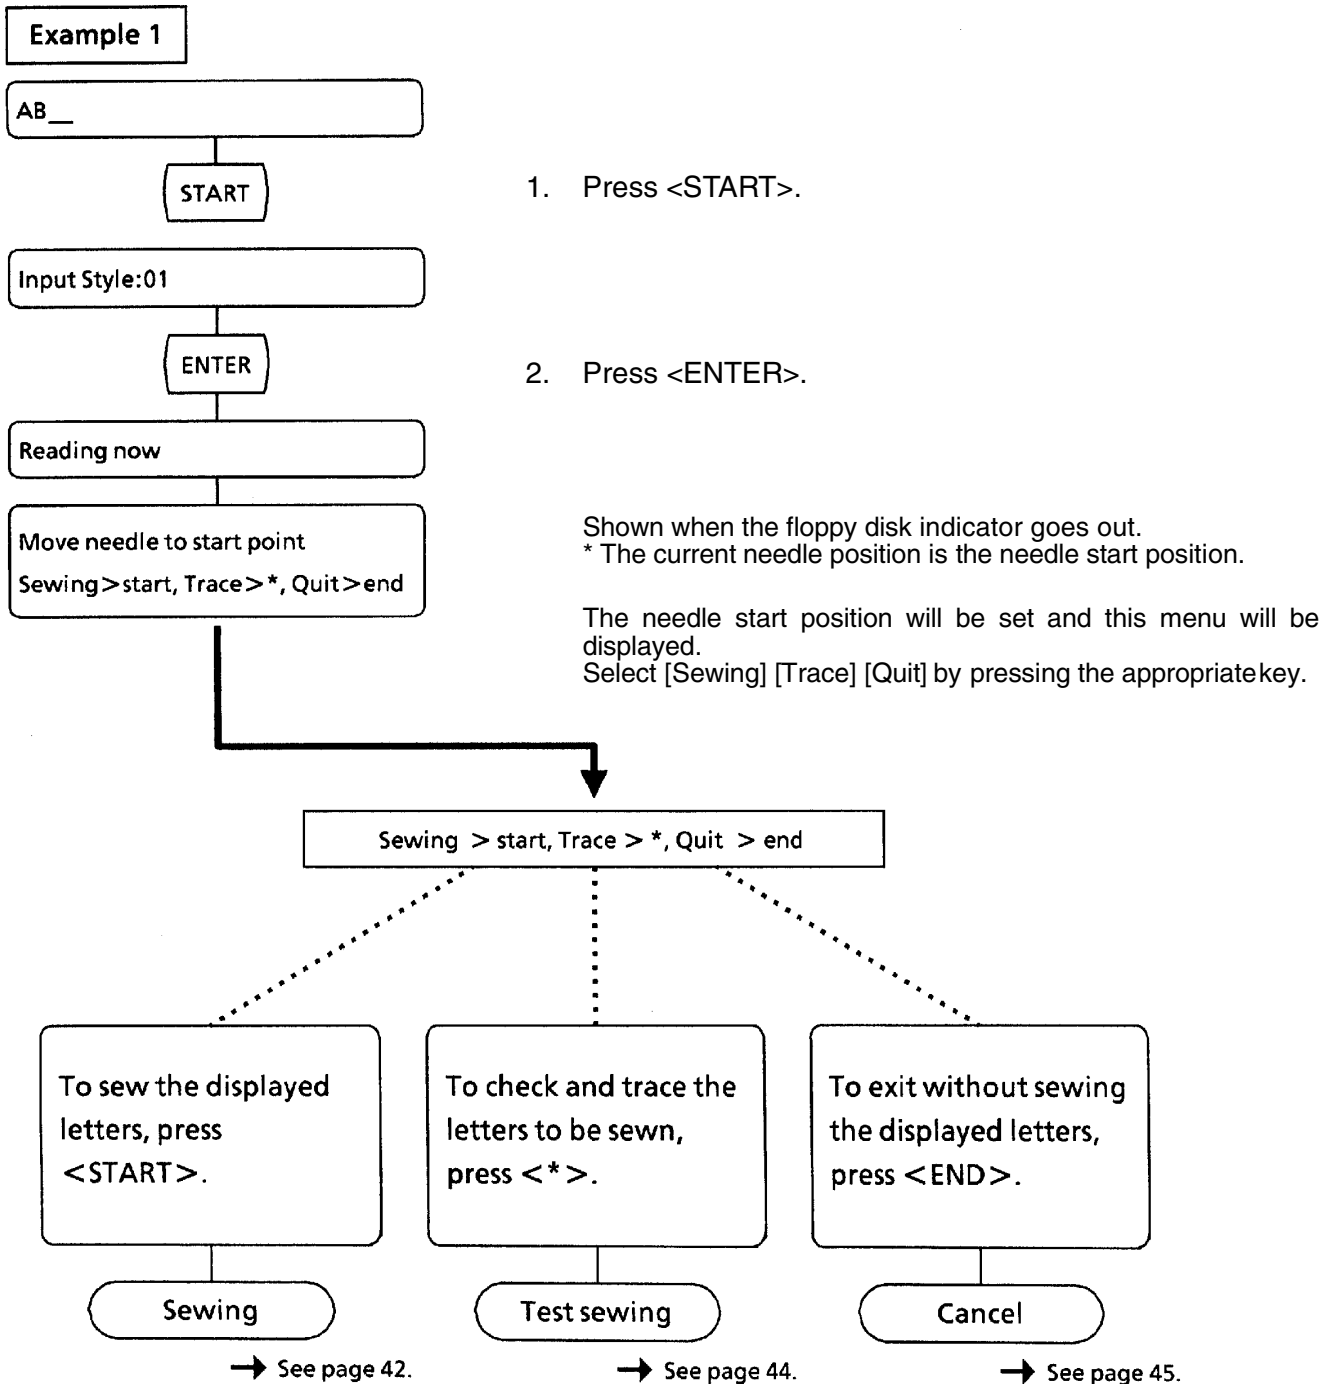 Example 1
AB__
START
1. Press <START>.
Input Style:01
ENTER
2. Press <ENTER>.
Reading now
Move needle to start point
Sewing>start, Trace>*, Quit>end
Shown when the floppy disk indicator goes out.
* The current needle position is the needle start position.
The needle start position will be set and this menu will be
displayed.
Select [Sewing] [Trace] [Quit] by pressing the appropriate key.
Sewing > start, Trace > *, Quit > end
To sew the displayed
letters, press
<START>.
Sewing
→ See page 42.
To check and trace the
letters to be sewn,
press <*>.
Test sewing
→ See page 44.
To exit without sewing
the displayed letters,
press <END>.
Cancel
→ See page 45.